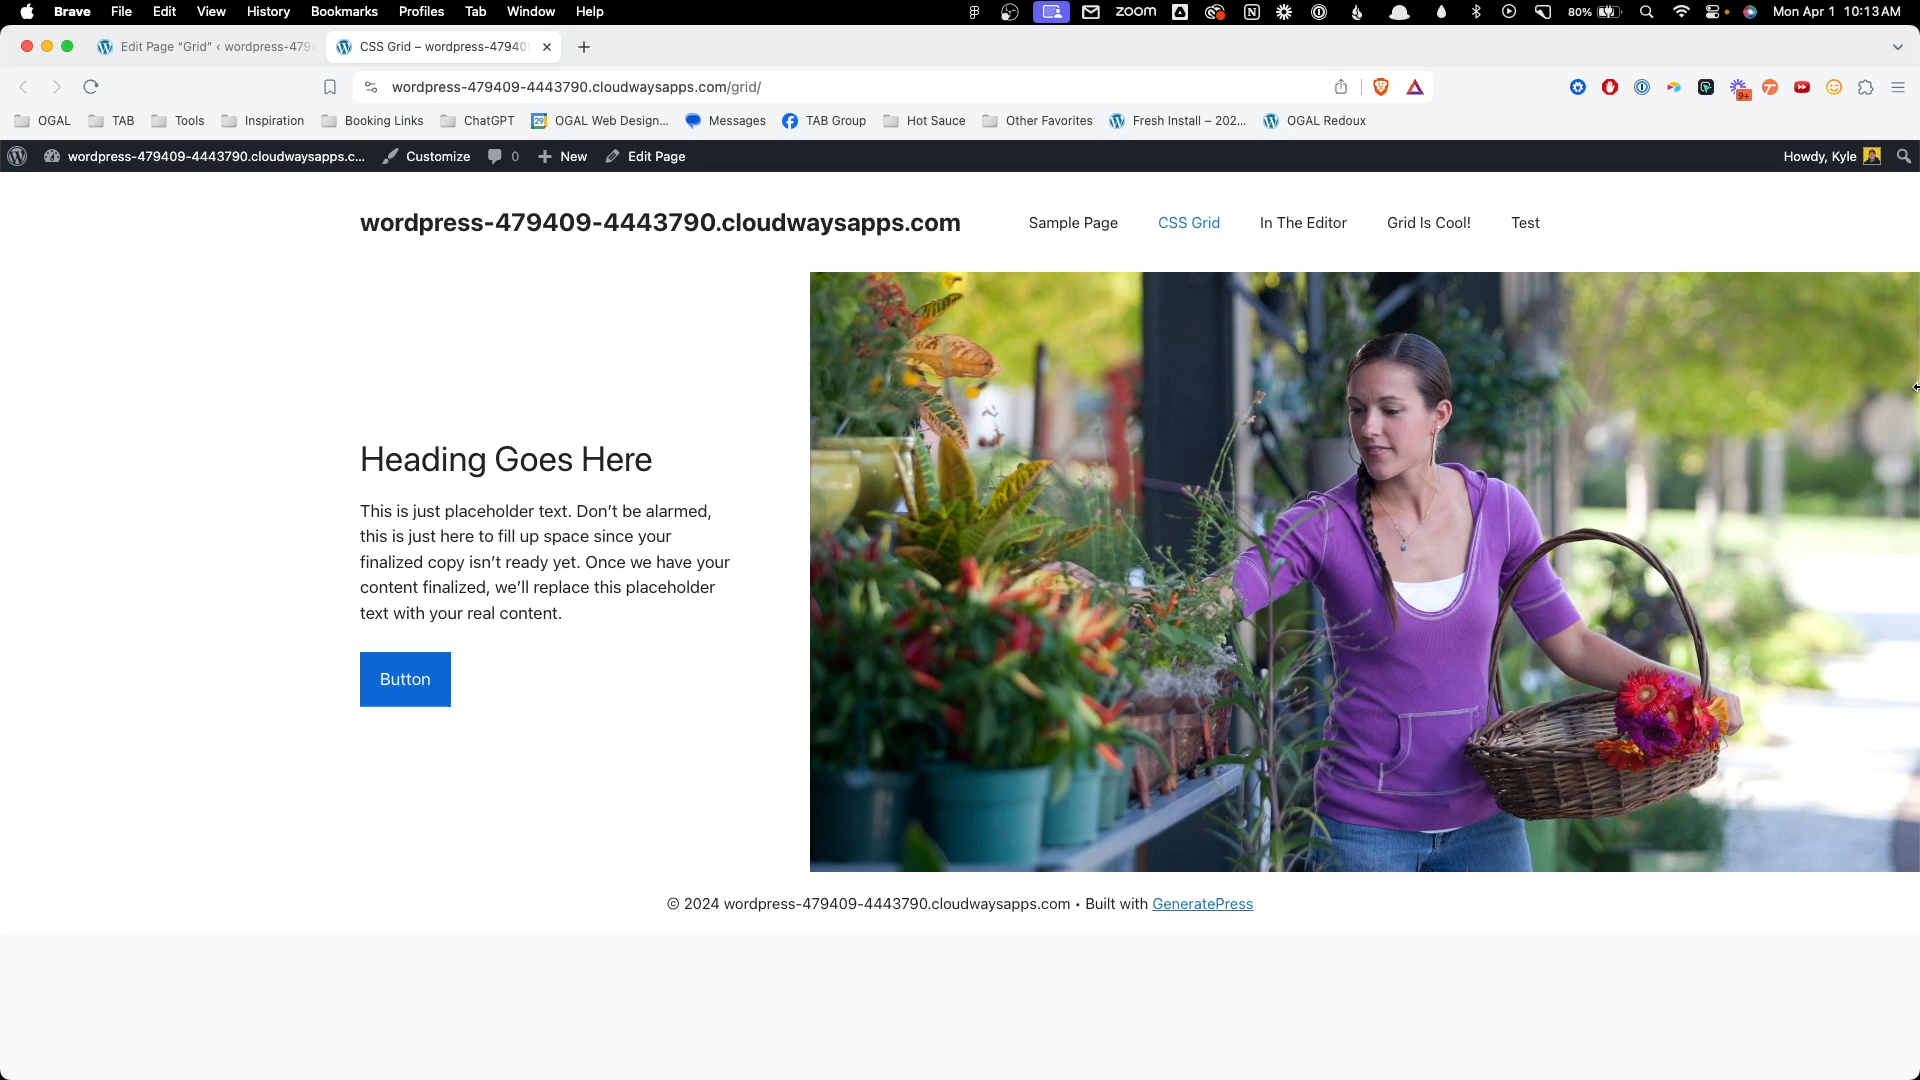 Brave File Edit View History Bookmarks Profiles Tab Window Help zoom 80% Mon Apr 1 10:13 AM
Edit Page "Grid" ‹ wordpress-479 CSS Grid – wordpress-47940
wordpress-479409-4443790.cloudwaysapps.com/grid/ 9+
OGAL TAB Tools Inspiration Booking Links ChatGPT 29 OGAL Web Design... Messages TAB Group Hot Sauce Other Favorites Fresh Install – 202... OGAL Redoux
wordpress-479409-4443790.cloudwaysapps.c... Customize 0 New Edit Page Howdy, Kyle
wordpress-479409-4443790.cloudwaysapps.com Sample Page CSS Grid In The Editor Grid Is Cool! Test
Heading Goes Here
This is just placeholder text. Don't be alarmed,
this is just here to fill up space since your
finalized copy isn't ready yet. Once we have your
content finalized, we'll replace this placeholder
text with your real content.
Button
© 2024 wordpress-479409-4443790.cloudwaysapps.com • Built with GeneratePress